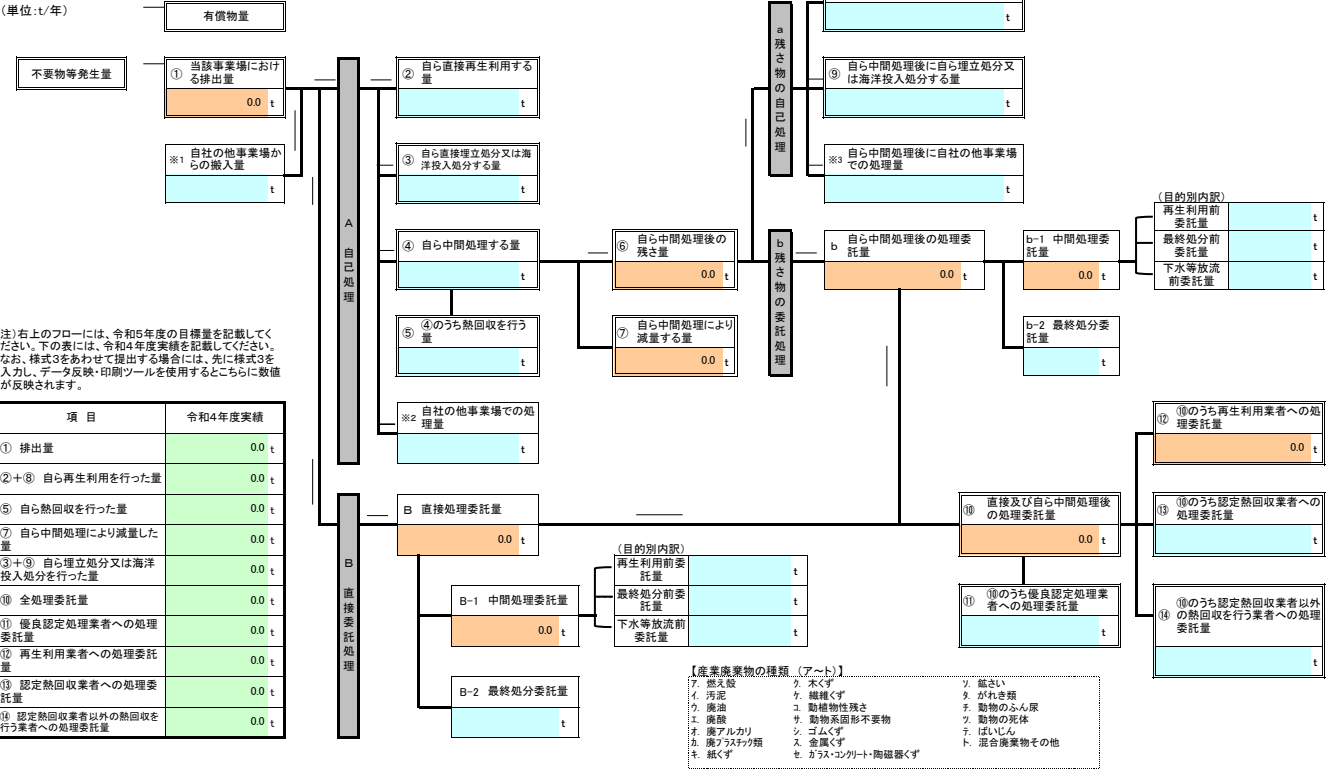 (単位:t/年)
有償物量
不要物等発生量
① 当該事業場におけ
る排出量
0.0 t
※1 自社の他事業場か
らの搬入量
t
A
自
己
処
理
② 自ら直接再生利用する
量
t
③ 自ら直接埋立処分又は海
洋投入処分する量
t
④ 自ら中間処理する量
t
⑤ ④のうち熱回収を行う
量
t
※2 自社の他事業場での処
理量
t
⑥ 自ら中間処理後の
残さ量
0.0 t
⑦ 自ら中間処理により
減量する量
0.0 t
a
残
さ
物
の
自
己
処
理
t
⑨ 自ら中間処理後に自ら埋立処分又
は海洋投入処分する量
t
※3 自ら中間処理後に自社の他事業場
での処理量
t
b
残
さ
物
の
委
託
処
理
b 自ら中間処理後の処理委
託量
0.0 t
b-1 中間処理委
託量
0.0 t
b-2 最終処分委
託量
t
(目的別内訳)
再生利用前
委託量
t
最終処分前
委託量
t
下水等放流
前委託量
t
注)右上のフローには、令和5年度の目標量を記載してく
ださい。下の表には、令和4年度実績を記載してください。
なお、様式3をあわせて提出する場合には、先に様式3を
入力し、データ反映・印刷ツールを使用するとこちらに数値
が反映されます。
項 目 令和4年度実績
① 排出量 0.0 t
②+⑧ 自ら再生利用を行った量 0.0 t
⑤ 自ら熱回収を行った量 0.0 t
⑦ 自ら中間処理により減量した
量 0.0 t
③+⑨ 自ら埋立処分又は海洋
投入処分を行った量 0.0 t
⑩ 全処理委託量 0.0 t
⑪ 優良認定処理業者への処理
委託量 0.0 t
⑫ 再生利用業者への処理委託
量 0.0 t
⑬ 認定熱回収業者への処理委
託量 0.0 t
⑭ 認定熱回収業者以外の熱回収を
行う業者への処理委託量 0.0 t
B
直
接
委
託
処
理
B 直接処理委託量
0.0 t
B-1 中間処理委託量
0.0 t
B-2 最終処分委託量
t
(目的別内訳)
再生利用前委
託量
t
最終処分前委
託量
t
下水等放流前
委託量
t
⑩ 直接及び自ら中間処理後
の処理委託量
0.0 t
⑪ ⑩のうち優良認定処理業
者への処理委託量
t
⑫ ⑩のうち再生利用業者への処
理委託量
0.0 t
⑬ ⑩のうち認定熱回収業者への
処理委託量
t
⑭ ⑩のうち認定熱回収業者以外
の熱回収を行う業者への処理
委託量
t
【産業廃棄物の種類 (ア~ト)】
ア. 燃え殻 ク. 木くず ソ. 鉱さい
イ. 汚泥 ケ. 繊維くず タ. がれき類
ウ. 廃油 コ. 動植物性残さ チ. 動物のふん尿
エ. 廃酸 サ. 動物系固形不要物 ツ. 動物の死体
オ. 廃アルカリ シ. ゴムくず テ. ばいじん
カ. 廃プラスチック類 ス. 金属くず ト. 混合廃棄物その他
キ. 紙くず セ. ガラス・コンクリート・陶磁器くず